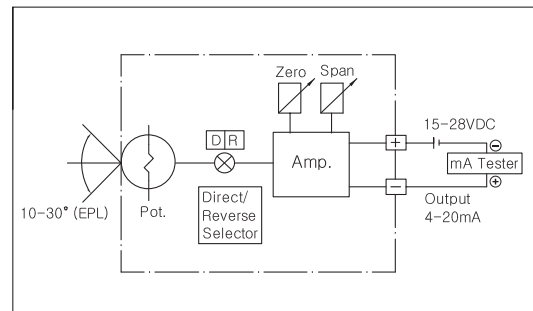 Zero Span
D R
Amp.
+
−
15-28VDC
⊖
mA Tester
⊕
Output
4-20mA
10-30° (EPL)
Pot.
Direct/
Reverse
Selector